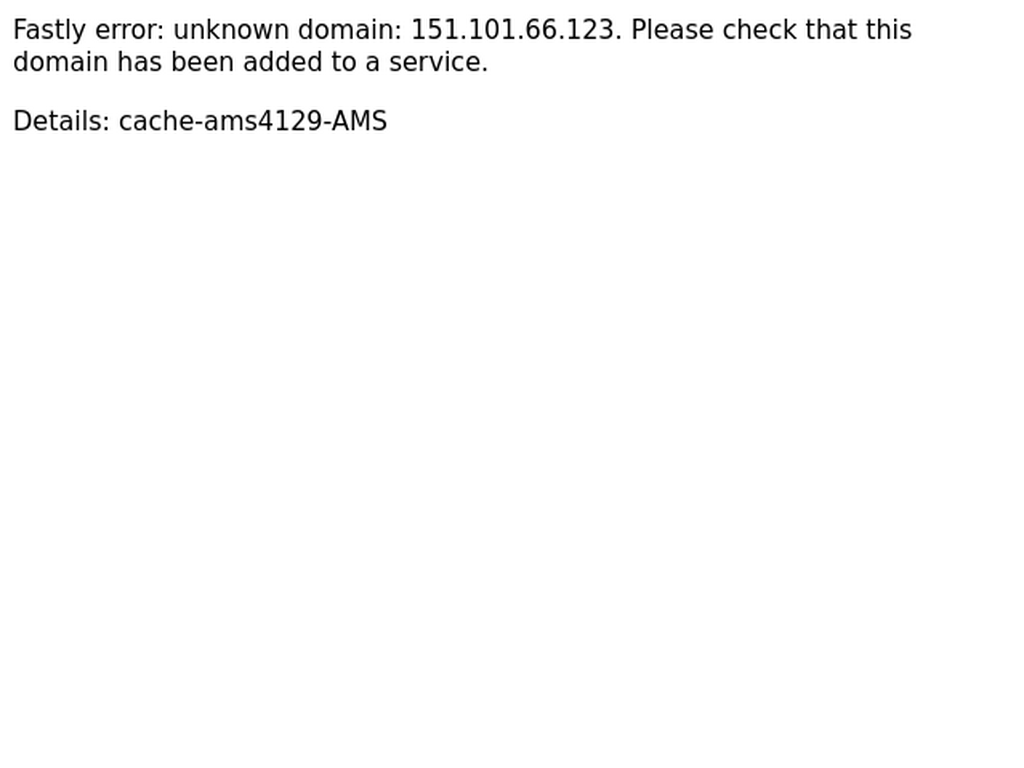 Fastly error: unknown domain: 151.101.66.123. Please check that this
domain has been added to a service.
Details: cache-ams4129-AMS